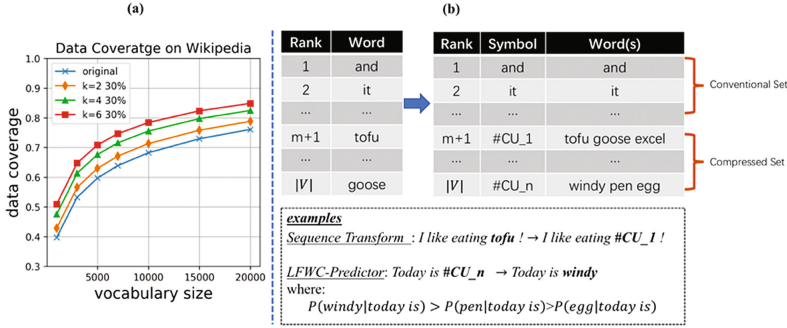 (a)
Data Coveratge on Wikipedia
original
k=2 30%
k=4 30%
k=6 30%
data coverage
1.0
0.9
0.8
0.7
0.6
0.5
0.4
0.3
5000 10000 15000 20000
vocabulary size
(b)
Rank Word
1 and
2 it
... ...
m+1 tofu
... ...
|V| goose
Rank Symbol Word(s)
1 and and
2 it it
... ... ...
m+1 #CU_1 tofu goose excel
... ... ...
|V| #CU_n windy pen egg
Conventional Set
Compressed Set
examples
Sequence Transform : I like eating tofu ! → I like eating #CU_1 !
LFWC-Predictor: Today is #CU_n → Today is windy
where:
P(windy|today is) > P(pen|today is)>P(egg|today is)